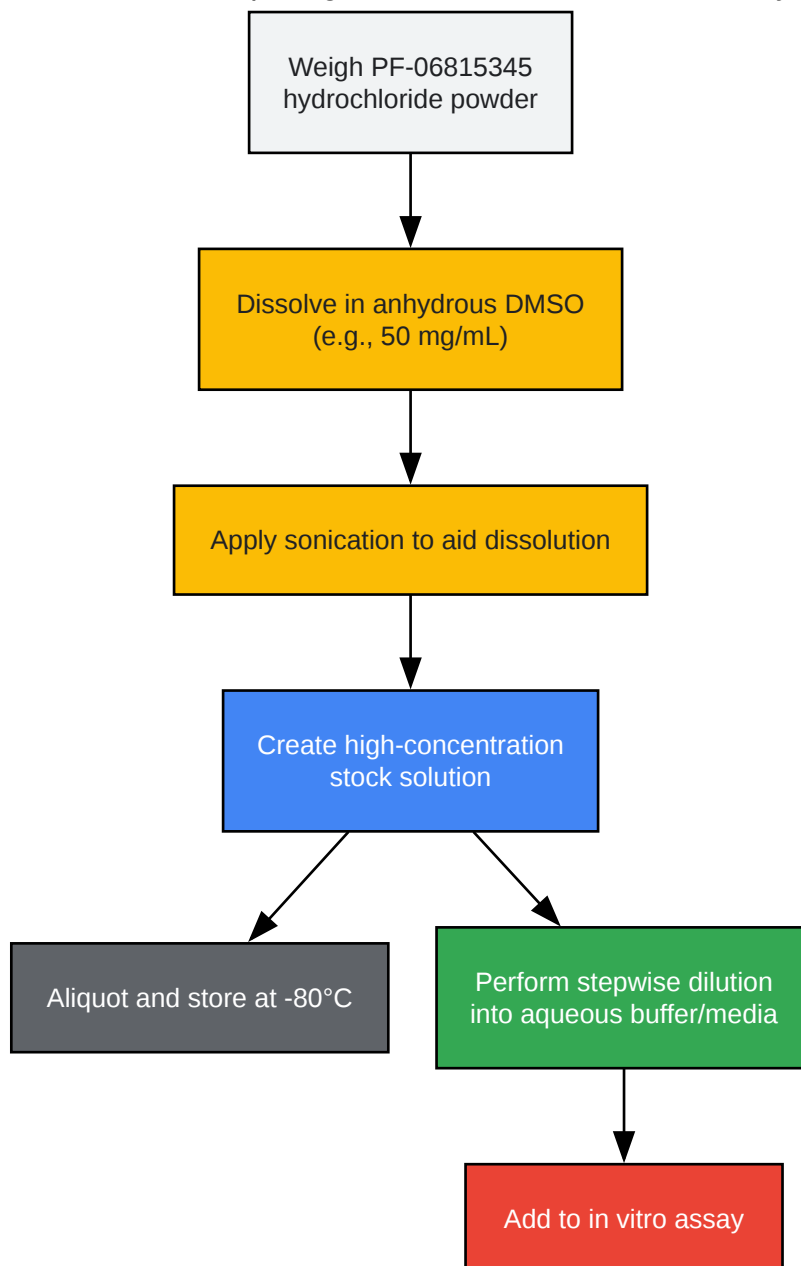 Weigh PF-06815345
hydrochloride powder
Dissolve in anhydrous DMSO
(e.g., 50 mg/mL)
Apply sonication to aid dissolution
Create high-concentration
stock solution
Aliquot and store at -80°C
Perform stepwise dilution
into aqueous buffer/media
Add to in vitro assay